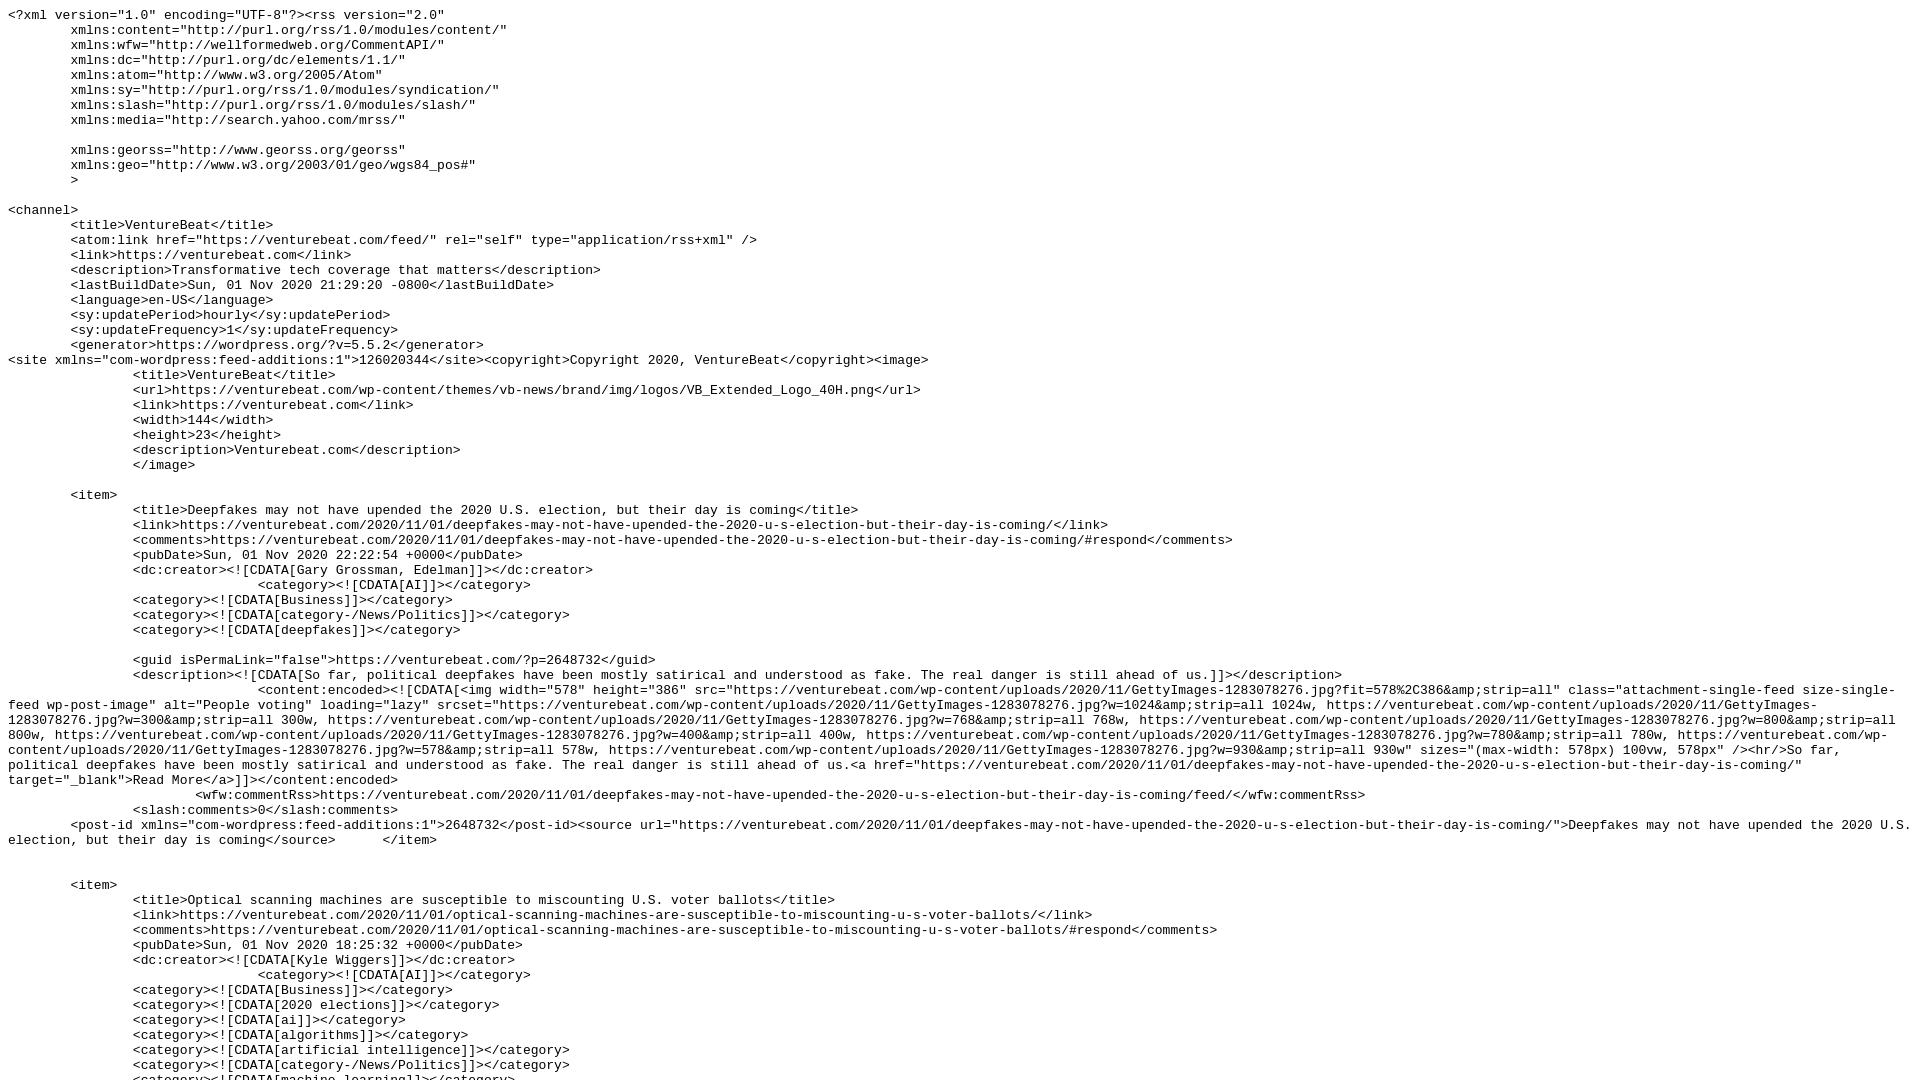 <?xml version="1.0" encoding="UTF-8"?><rss version="2.0"
xmlns:content="http://purl.org/rss/1.0/modules/content/"
xmlns:wfw="http://wellformedweb.org/CommentAPI/"
xmlns:dc="http://purl.org/dc/elements/1.1/"
xmlns:atom="http://www.w3.org/2005/Atom"
xmlns:sy="http://purl.org/rss/1.0/modules/syndication/"
xmlns:slash="http://purl.org/rss/1.0/modules/slash/"
xmlns:media="http://search.yahoo.com/mrss/"
xmlns:georss="http://www.georss.org/georss"
xmlns:geo="http://www.w3.org/2003/01/geo/wgs84_pos#"
>
<channel>
<title>VentureBeat</title>
<atom:link href="https://venturebeat.com/feed/" rel="self" type="application/rss+xml" />
<link>https://venturebeat.com</link>
<description>Transformative tech coverage that matters</description>
<lastBuildDate>Sun, 01 Nov 2020 21:29:20 -0800</lastBuildDate>
<language>en-US</language>
<sy:updatePeriod>hourly</sy:updatePeriod>
<sy:updateFrequency>1</sy:updateFrequency>
<generator>https://wordpress.org/?v=5.5.2</generator>
<site xmlns="com-wordpress:feed-additions:1">126020344</site><copyright>Copyright 2020, VentureBeat</copyright><image>
<title>VentureBeat</title>
<url>https://venturebeat.com/wp-content/themes/vb-news/brand/img/logos/VB_Extended_Logo_40H.png</url>
<link>https://venturebeat.com</link>
<width>144</width>
<height>23</height>
<description>Venturebeat.com</description>
</image>
<item>
<title>Deepfakes may not have upended the 2020 U.S. election, but their day is coming</title>
<link>https://venturebeat.com/2020/11/01/deepfakes-may-not-have-upended-the-2020-u-s-election-but-their-day-is-coming/</link>
<comments>https://venturebeat.com/2020/11/01/deepfakes-may-not-have-upended-the-2020-u-s-election-but-their-day-is-coming/#respond</comments>
<pubDate>Sun, 01 Nov 2020 22:22:54 +0000</pubDate>
<dc:creator><![CDATA[Gary Grossman, Edelman]]></dc:creator>
<category><![CDATA[AI]]></category>
<category><![CDATA[Business]]></category>
<category><![CDATA[category-/News/Politics]]></category>
<category><![CDATA[deepfakes]]></category>
<guid isPermaLink="false">https://venturebeat.com/?p=2648732</guid>
<description><![CDATA[So far, political deepfakes have been mostly satirical and understood as fake. The real danger is still ahead of us.]]></description>
<content:encoded><![CDATA[<img width="578" height="386" src="https://venturebeat.com/wp-content/uploads/2020/11/GettyImages-1283078276.jpg?fit=578%2C386&amp;strip=all" class="attachment-single-feed size-single-
feed wp-post-image" alt="People voting" loading="lazy" srcset="https://venturebeat.com/wp-content/uploads/2020/11/GettyImages-1283078276.jpg?w=1024&amp;strip=all 1024w, https://venturebeat.com/wp-content/uploads/2020/11/GettyImages-
1283078276.jpg?w=300&amp;strip=all 300w, https://venturebeat.com/wp-content/uploads/2020/11/GettyImages-1283078276.jpg?w=768&amp;strip=all 768w, https://venturebeat.com/wp-content/uploads/2020/11/GettyImages-1283078276.jpg?w=800&amp;strip=all
800w, https://venturebeat.com/wp-content/uploads/2020/11/GettyImages-1283078276.jpg?w=400&amp;strip=all 400w, https://venturebeat.com/wp-content/uploads/2020/11/GettyImages-1283078276.jpg?w=780&amp;strip=all 780w, https://venturebeat.com/wp-
content/uploads/2020/11/GettyImages-1283078276.jpg?w=578&amp;strip=all 578w, https://venturebeat.com/wp-content/uploads/2020/11/GettyImages-1283078276.jpg?w=930&amp;strip=all 930w" sizes="(max-width: 578px) 100vw, 578px" /><hr/>So far,
political deepfakes have been mostly satirical and understood as fake. The real danger is still ahead of us.<a href="https://venturebeat.com/2020/11/01/deepfakes-may-not-have-upended-the-2020-u-s-election-but-their-day-is-coming/"
target="_blank">Read More</a>]]></content:encoded>
<wfw:commentRss>https://venturebeat.com/2020/11/01/deepfakes-may-not-have-upended-the-2020-u-s-election-but-their-day-is-coming/feed/</wfw:commentRss>
<slash:comments>0</slash:comments>
<post-id xmlns="com-wordpress:feed-additions:1">2648732</post-id><source url="https://venturebeat.com/2020/11/01/deepfakes-may-not-have-upended-the-2020-u-s-election-but-their-day-is-coming/">Deepfakes may not have upended the 2020 U.S.
election, but their day is coming</source>      </item>
<item>
<title>Optical scanning machines are susceptible to miscounting U.S. voter ballots</title>
<link>https://venturebeat.com/2020/11/01/optical-scanning-machines-are-susceptible-to-miscounting-u-s-voter-ballots/</link>
<comments>https://venturebeat.com/2020/11/01/optical-scanning-machines-are-susceptible-to-miscounting-u-s-voter-ballots/#respond</comments>
<pubDate>Sun, 01 Nov 2020 18:25:32 +0000</pubDate>
<dc:creator><![CDATA[Kyle Wiggers]]></dc:creator>
<category><![CDATA[AI]]></category>
<category><![CDATA[Business]]></category>
<category><![CDATA[2020 elections]]></category>
<category><![CDATA[ai]]></category>
<category><![CDATA[algorithms]]></category>
<category><![CDATA[artificial intelligence]]></category>
<category><![CDATA[category-/News/Politics]]></category>
<category><![CDATA[machine learning]]></category>